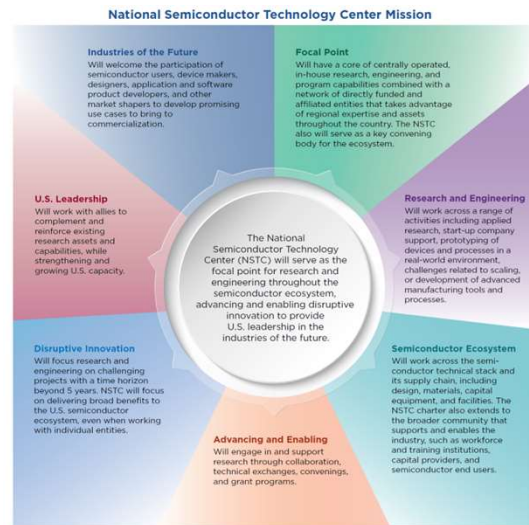 National Semiconductor Technology Center Mission
Industries of the Future
Will welcome the participation of
semiconductor users, device makers,
designers, application and software
product developers, and other
market shapers to develop promising
use cases to bring to
commercialization.
Focal Point
Will have a core of centrally operated,
in-house research, engineering, and
program capabilities combined with a
network of directly funded and
affiliated entities that takes advantage
of regional expertise and assets
throughout the country. The NSTC
also will serve as a key convening
body for the ecosystem.
U.S. Leadership
Will work with allies to
complement and
reinforce existing
research assets and
capabilities, while
strengthening and
growing U.S. capacity.
Research and Engineering
Will work across a range of
activities including applied
research, start-up company
support, prototyping of
devices and processes in a
real-world environment,
challenges related to scaling,
or development of advanced
manufacturing tools and
processes.
The National
Semiconductor Technology
Center (NSTC) will serve as the
focal point for research and
engineering throughout the
semiconductor ecosystem,
advancing and enabling disruptive
innovation to provide
U.S. leadership in the
industries of the future.
Disruptive Innovation
Will focus research and
engineering on challenging
projects with a time horizon
beyond 5 years. NSTC will focus
on delivering broad benefits to
the U.S. semiconductor
ecosystem, even when working
with individual entities.
Semiconductor Ecosystem
Will work across the semi-
conductor technical stack and
its supply chain, including
design, materials, capital
equipment, and facilities. The
NSTC charter also extends to
the broader community that
supports and enables the
industry, such as workforce
and training institutions,
capital providers, and
semiconductor end users.
Advancing and Enabling
Will engage in and support
research through collaboration,
technical exchanges, convenings,
and grant programs.